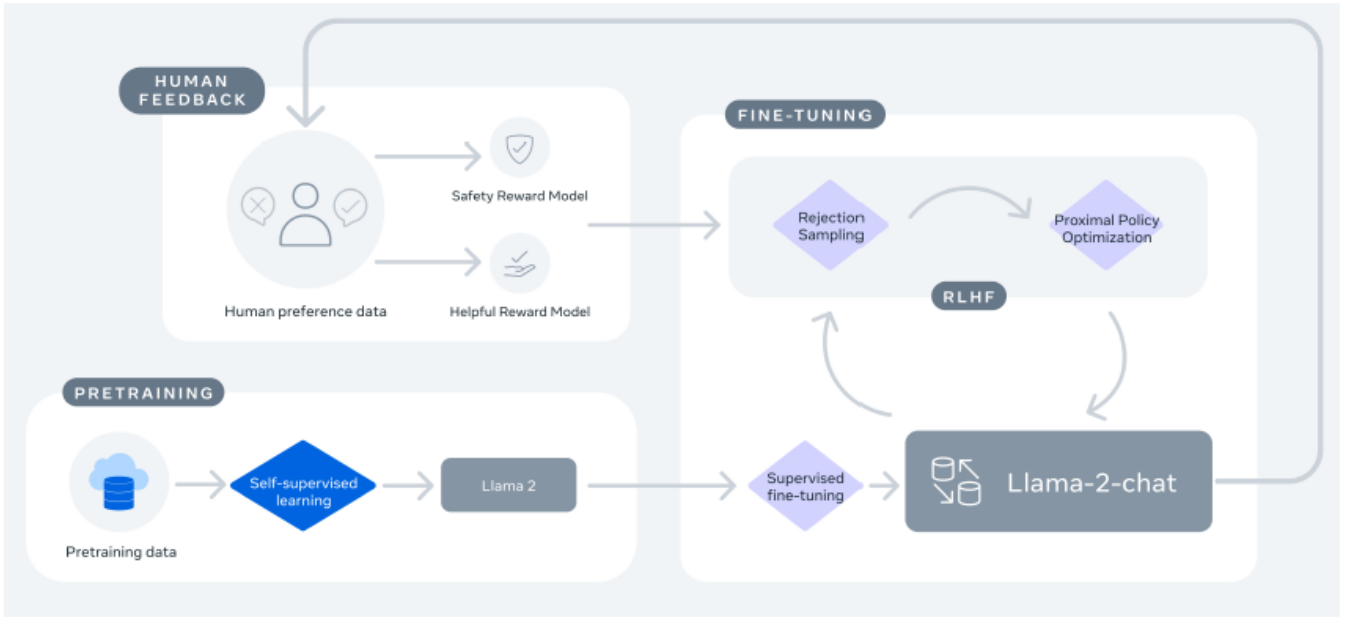 HUMAN
FEEDBACK
Safety Reward Model
Human preference data
Helpful Reward Model
FINE-TUNING
Rejection
Sampling
Proximal Policy
Optimization
RLHF
PRETRAINING
Pretraining data
Self-supervised
learning
Llama 2
Supervised
fine-tuning
Llama-2-chat